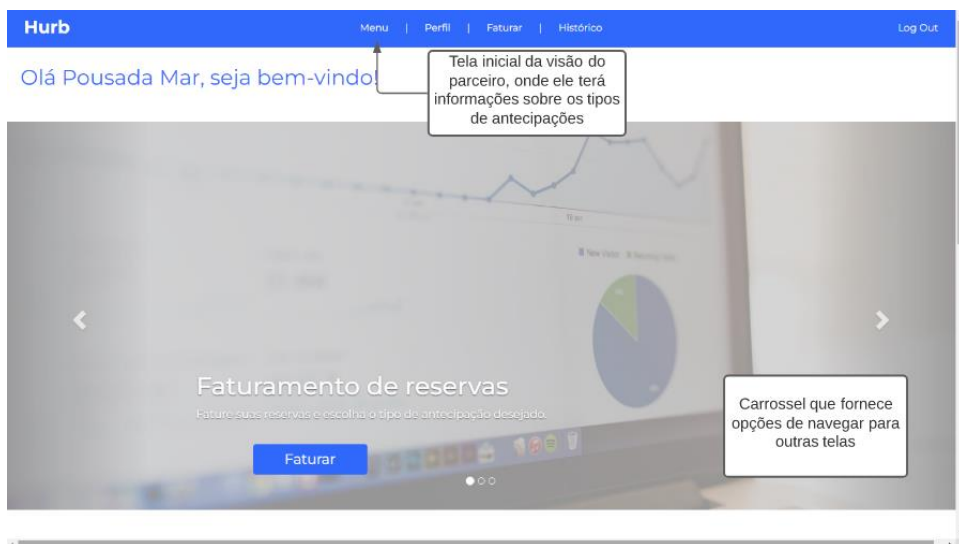 Hurb
Menu | Perfil | Faturar | Histórico
Log Out
Olá Pousada Mar, seja bem-vindo!
Tela inicial da visão do
parceiro, onde ele terá
informações sobre os tipos
de antecipações
Faturamento de reservas
Fature suas reservas e escolha o tipo de antecipação desejado.
Faturar
Carrossel que fornece
opções de navegar para
outras telas